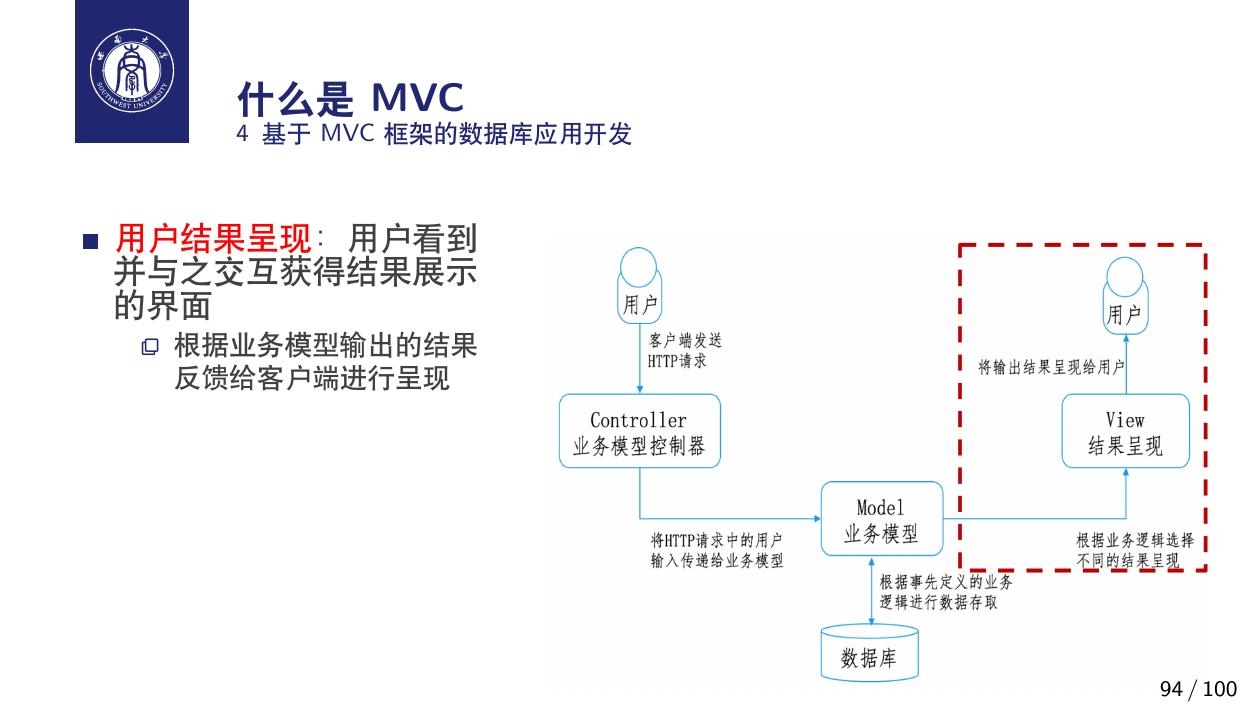 西南大学
SOUTHWEST UNIVERSITY
什么是 MVC
4 基于 MVC 框架的数据库应用开发
用户结果呈现： 用户看到
并与之交互获得结果展示
的界面
根据业务模型输出的结果
反馈给客户端进行呈现
用户
客户端发送
HTTP请求
Controller
业务模型控制器
将HTTP请求中的用户
输入传递给业务模型
Model
业务模型
根据事先定义的业务
逻辑进行数据存取
数据库
用户
将输出结果呈现给用户
View
结果呈现
根据业务逻辑选择
不同的结果呈现
94 / 100